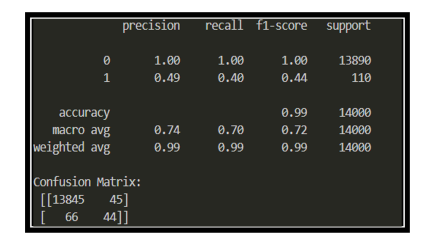 precision recall f1-score support
0 1.00 1.00 1.00 13890
1 0.49 0.40 0.44 110
accuracy 0.99 14000
macro avg 0.74 0.70 0.72 14000
weighted avg 0.99 0.99 0.99 14000
Confusion Matrix:
[[13845 45]
[ 66 44]]